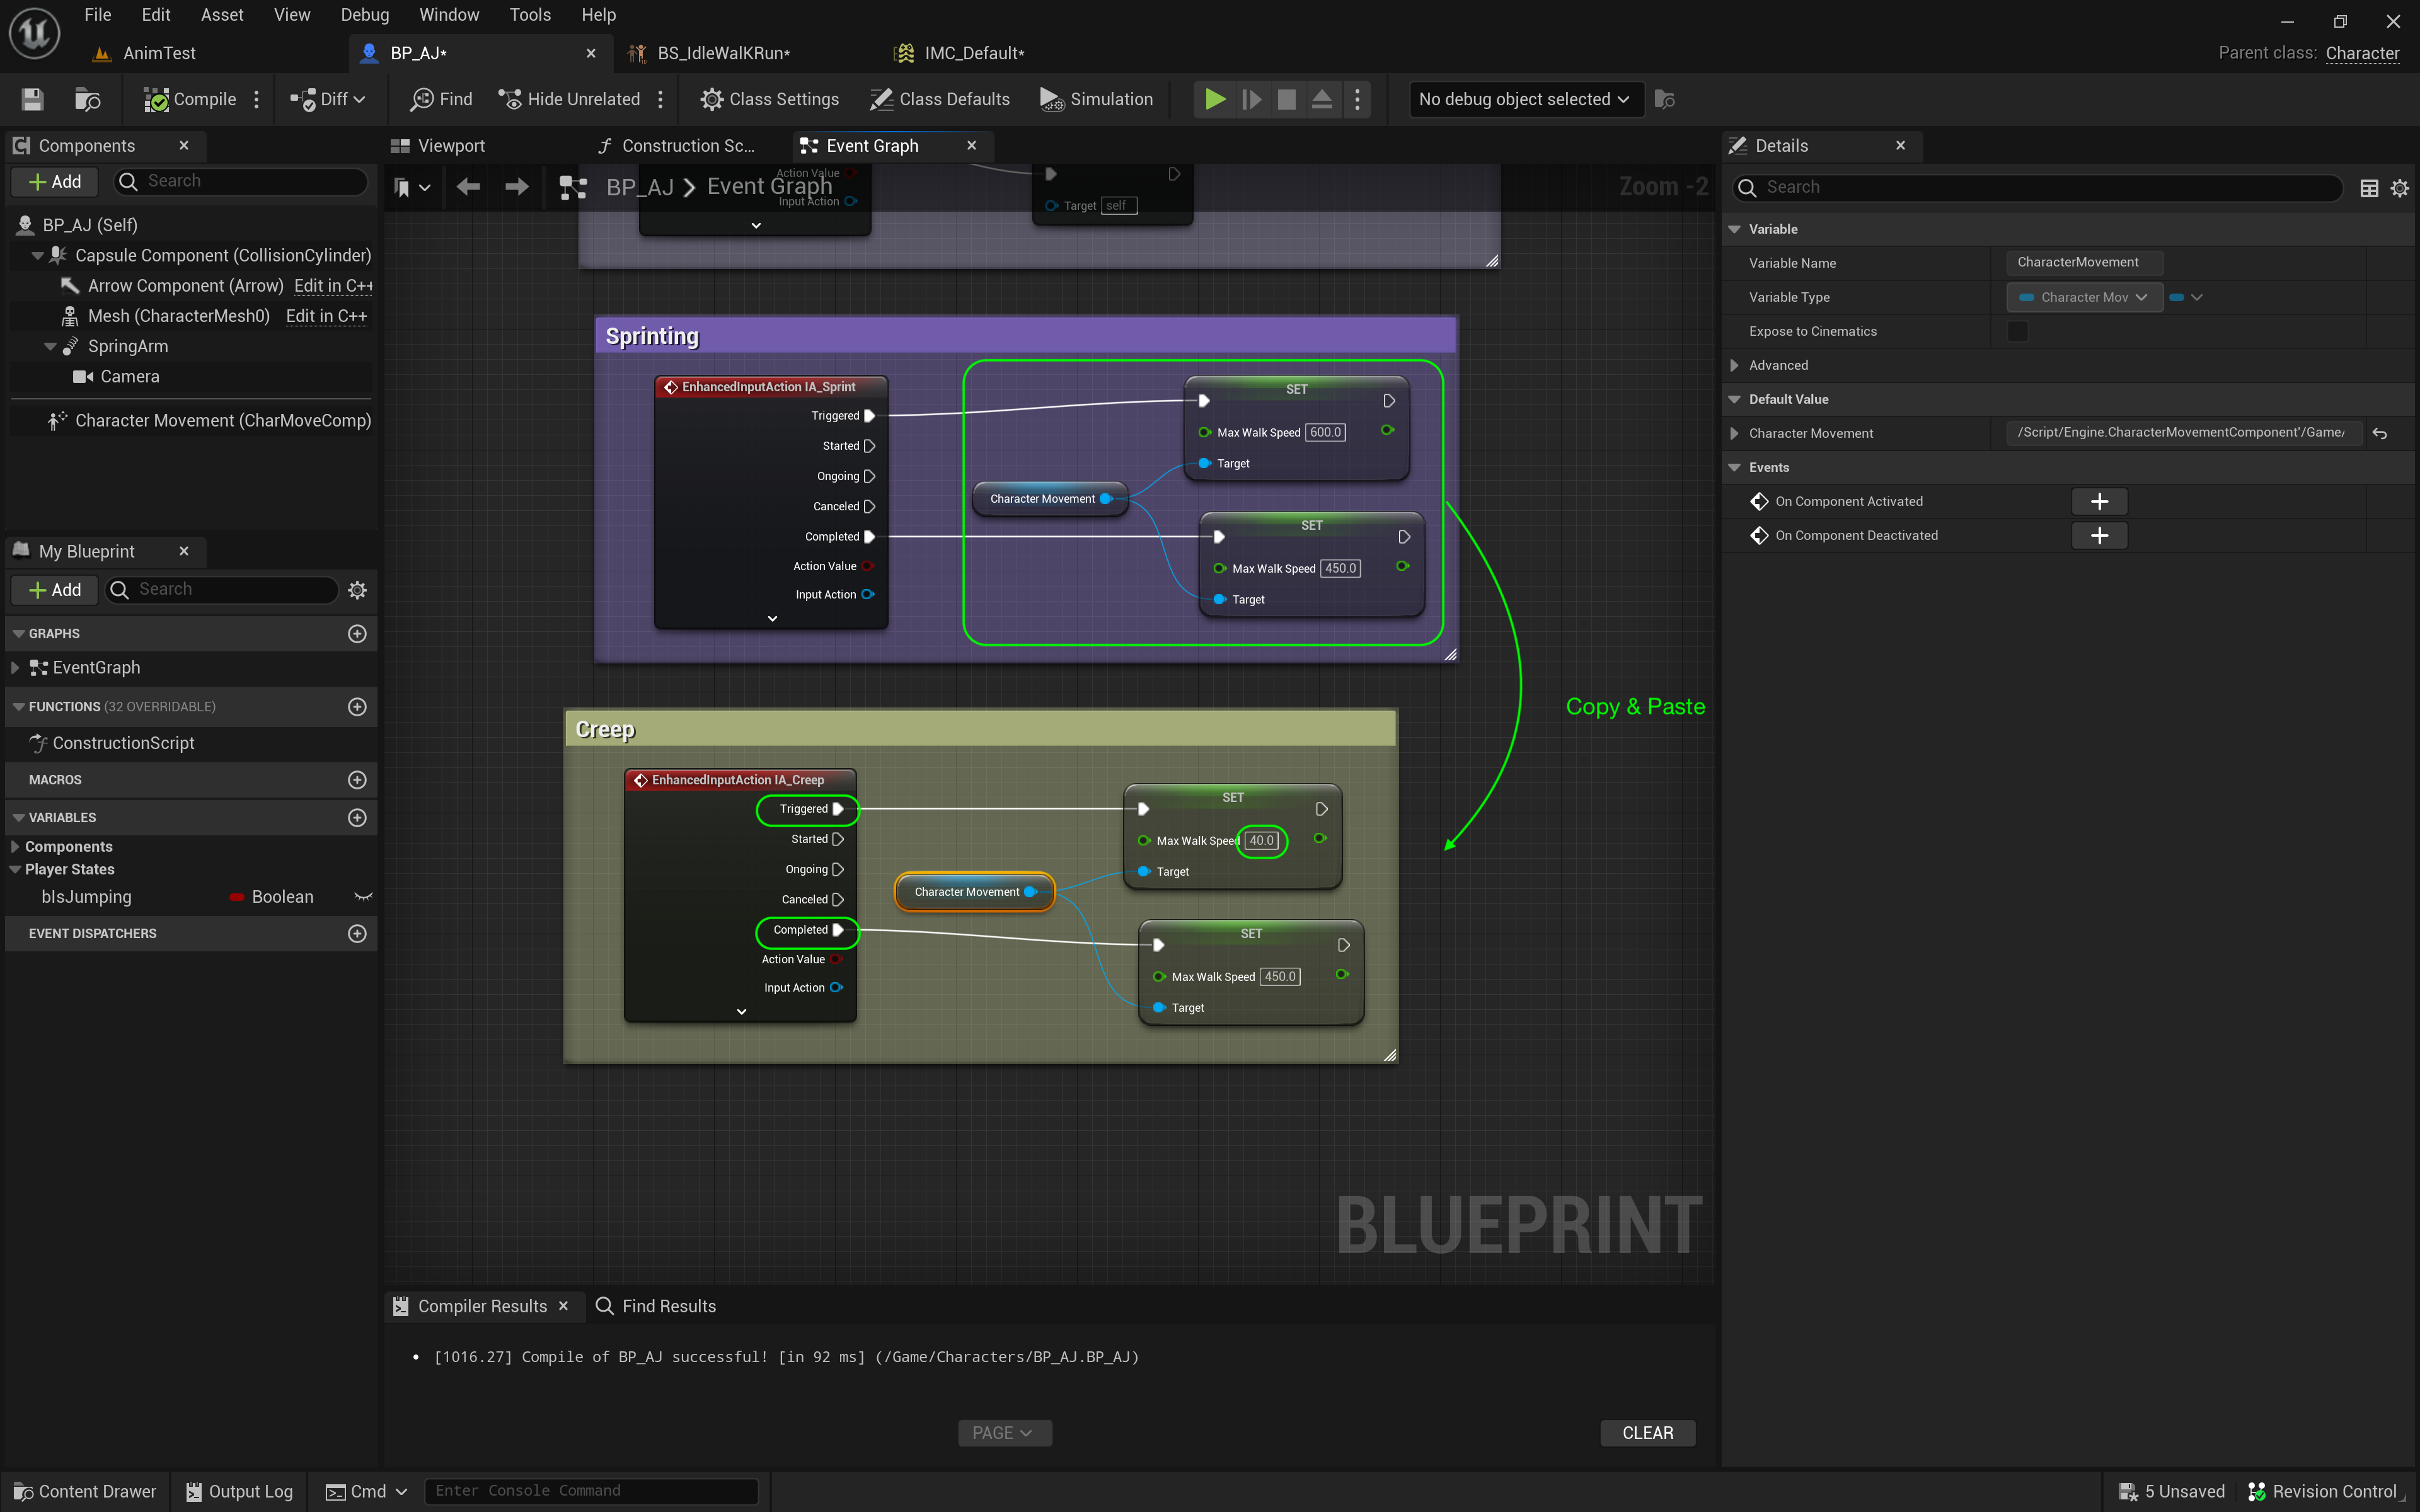 File Edit Asset View Debug Window Tools Help
AnimTest
BP_AJ*
BS_IdleWalKRun*
IMC_Default*
Parent class: Character
Compile
Diff
Find
Hide Unrelated
Class Settings
Class Defaults
Simulation
No debug object selected
Components
Add
Search
BP_AJ (Self)
Capsule Component (CollisionCylinder)
Arrow Component (Arrow) Edit in C++
Mesh (CharacterMesh0) Edit in C++
SpringArm
Camera
Character Movement (CharMoveComp)
My Blueprint
Add
Search
GRAPHS
EventGraph
FUNCTIONS (32 OVERRIDABLE)
ConstructionScript
MACROS
VARIABLES
Components
Player States
bIsJumping Boolean
EVENT DISPATCHERS
Viewport
Construction Sc...
Event Graph
BP_AJ > Event Graph
Zoom -2
Action Value
Input Action
Target self
Sprinting
EnhancedInputAction IA_Sprint
Triggered
Started
Ongoing
Canceled
Completed
Action Value
Input Action
Character Movement
SET
Max Walk Speed 600.0
Target
SET
Max Walk Speed 450.0
Target
Copy & Paste
Creep
EnhancedInputAction IA_Creep
Triggered
Started
Ongoing
Canceled
Completed
Action Value
Input Action
Character Movement
SET
Max Walk Speed 40.0
Target
SET
Max Walk Speed 450.0
Target
BLUEPRINT
Compiler Results
Find Results
[1016.27] Compile of BP_AJ successful! [in 92 ms] (/Game/Characters/BP_AJ.BP_AJ)
PAGE
CLEAR
Details
Search
Variable
Variable Name CharacterMovement
Variable Type Character Mov
Expose to Cinematics
Advanced
Default Value
Character Movement /Script/Engine.CharacterMovementComponent'/Game/
Events
On Component Activated
On Component Deactivated
Content Drawer
Output Log
Cmd
Enter Console Command
5 Unsaved
Revision Control